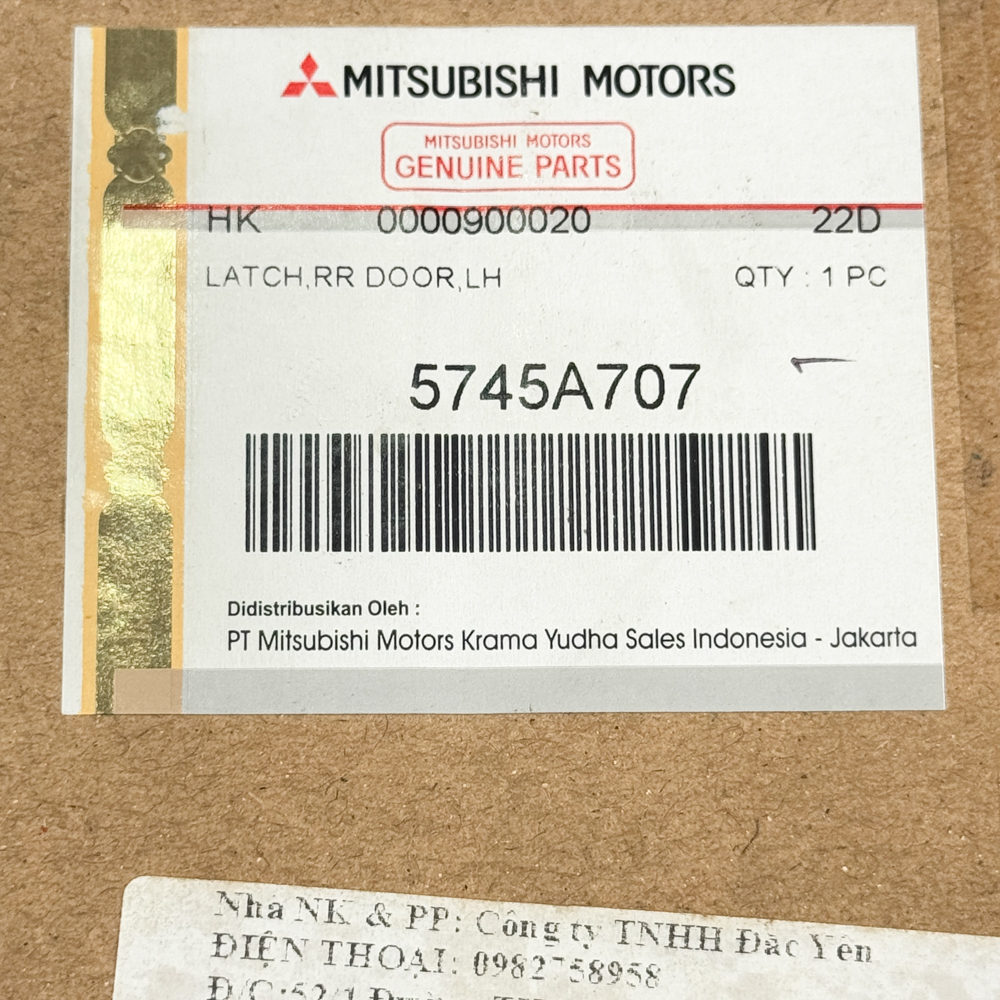 MITSUBISHI MOTORS
MITSUBISHI MOTORS
GENUINE PARTS
HK 0000900020 22D
LATCH,RR DOOR,LH QTY : 1 PC
5745A707
Didistribusikan Oleh :
PT Mitsubishi Motors Krama Yudha Sales Indonesia - Jakarta
Nhà NK & PP: Công ty TNHH Đắc Yên
ĐIỆN THOẠI: 0982758958
Đ/C:52/1